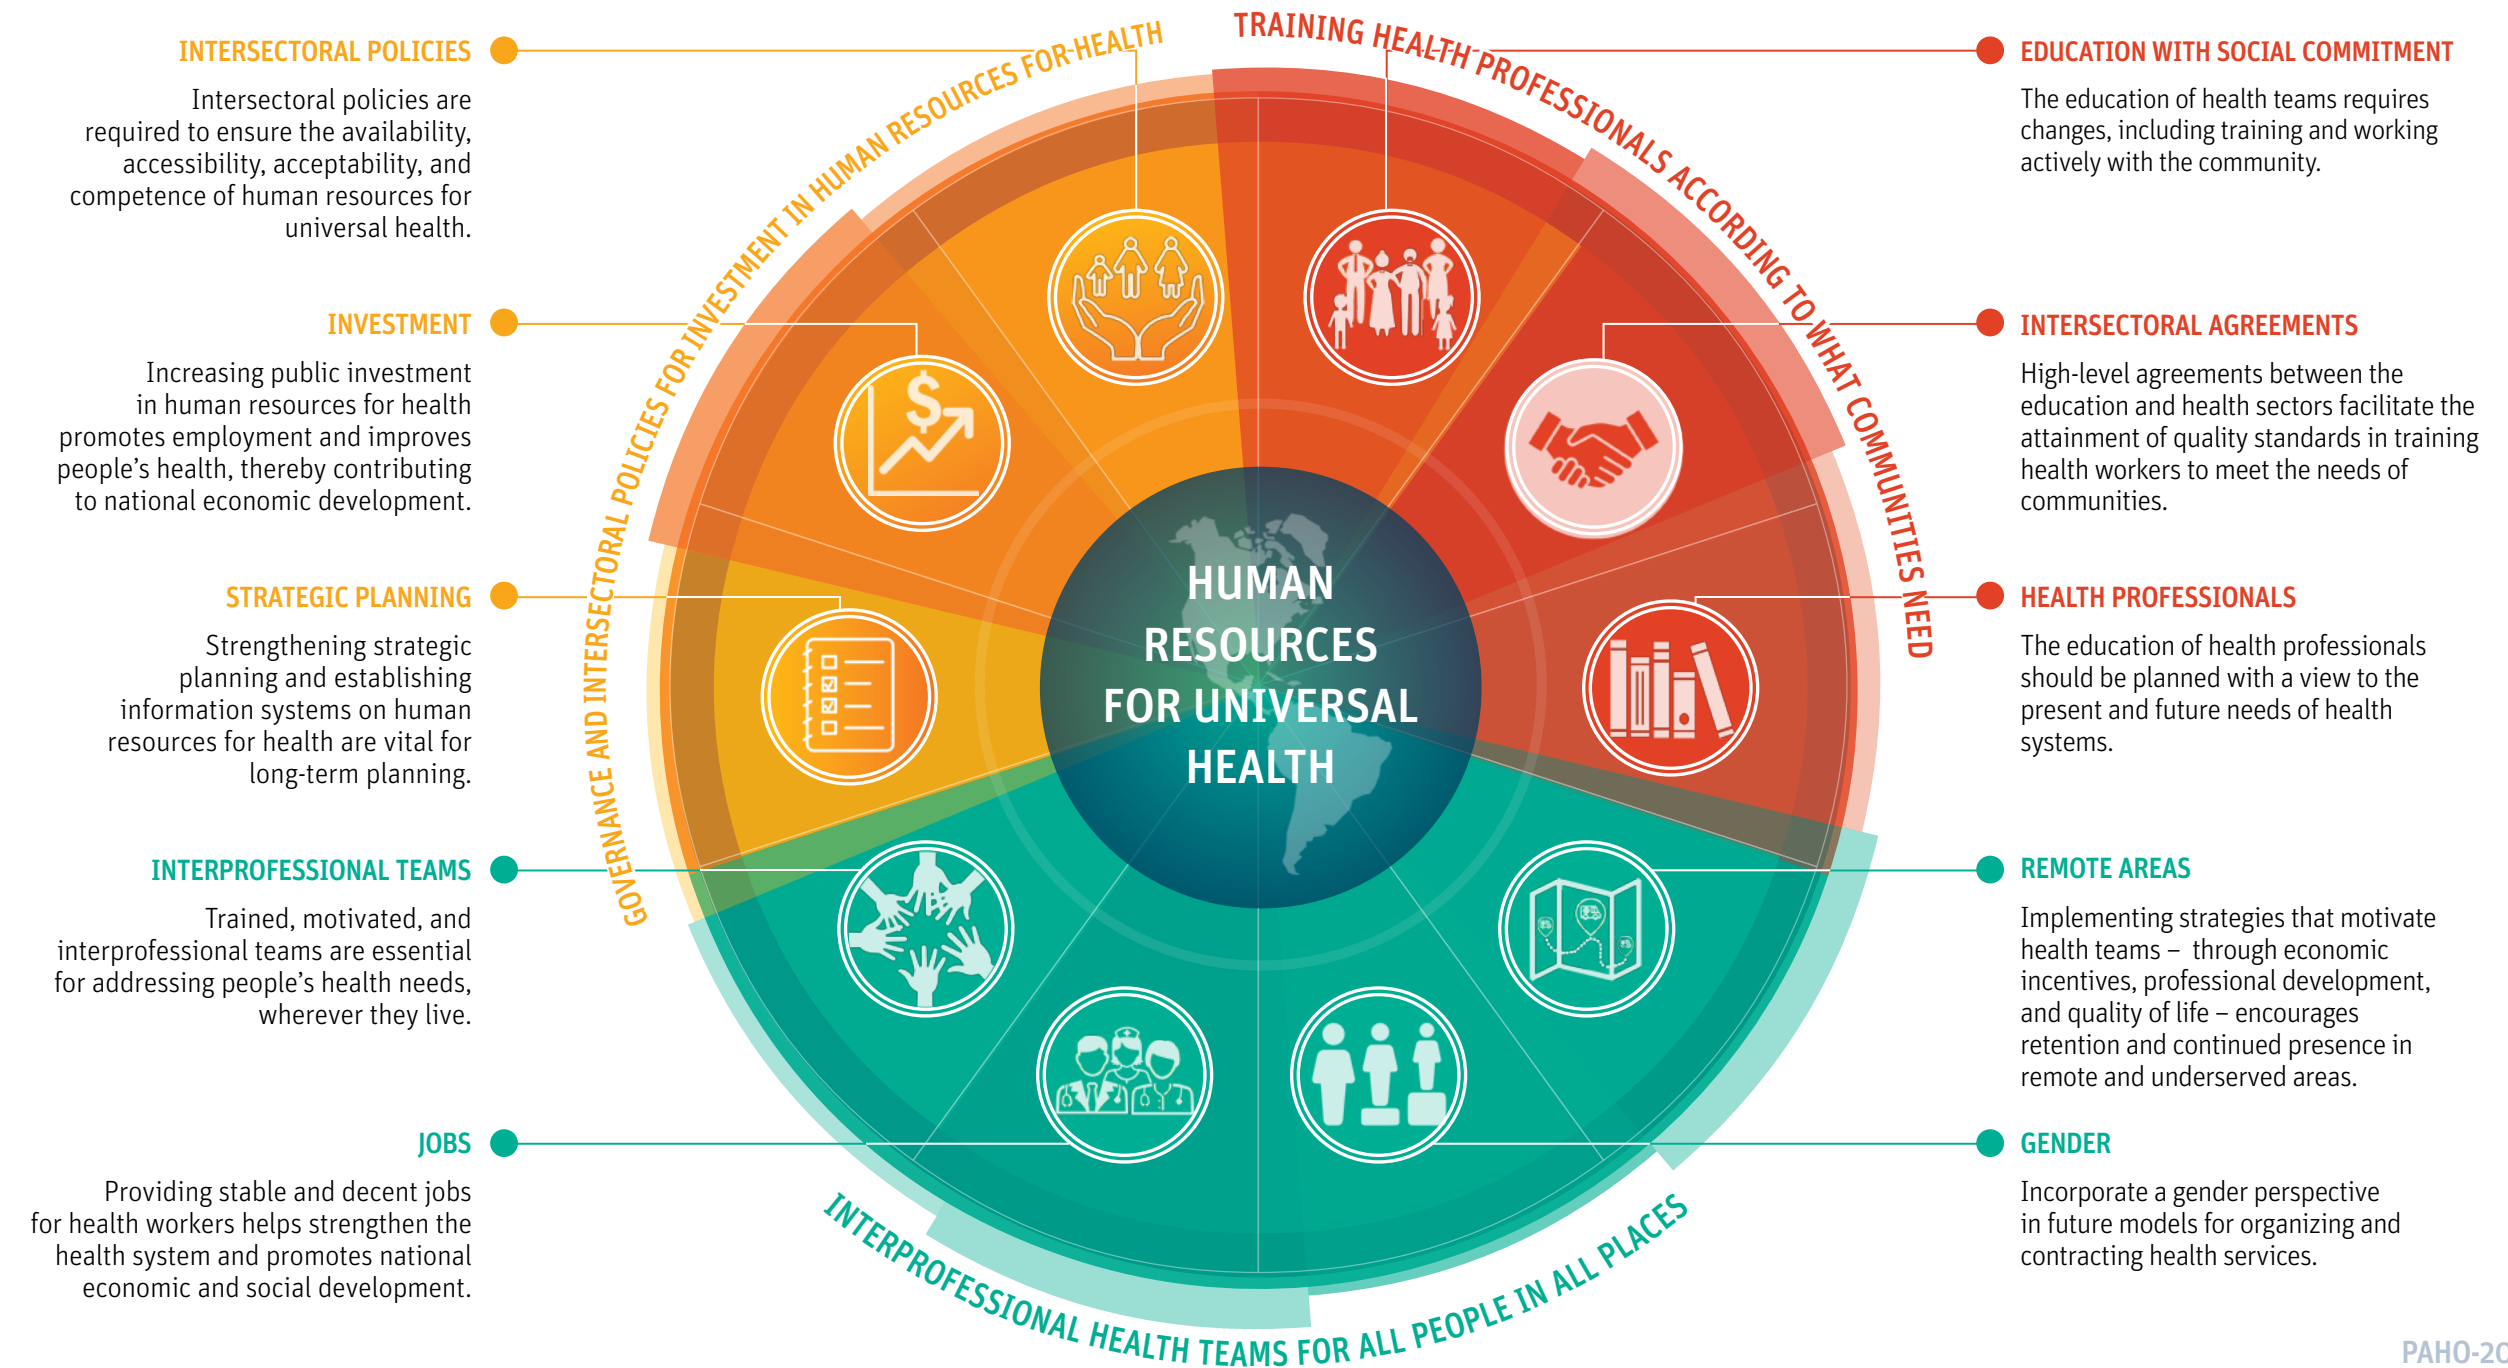 INTERSECTORAL POLICIES
Intersectoral policies are
required to ensure the availability,
accessibility, acceptability, and
competence of human resources for
universal health.
INVESTMENT
Increasing public investment
in human resources for health
promotes employment and improves
people's health, thereby contributing
to national economic development.
STRATEGIC PLANNING
Strengthening strategic
planning and establishing
information systems on human
resources for health are vital for
long-term planning.
INTERPROFESSIONAL TEAMS
Trained, motivated, and
interprofessional teams are essential
for addressing people's health needs,
wherever they live.
JOBS
Providing stable and decent jobs
for health workers helps strengthen the
health system and promotes national
economic and social development.
GOVERNANCE AND INTERSECTORAL POLICIES FOR INVESTMENT IN HUMAN RESOURCES FOR HEALTH
TRAINING HEALTH PROFESSIONALS ACCORDING TO WHAT COMMUNITIES NEED
HUMAN
RESOURCES
FOR UNIVERSAL
HEALTH
INTERPROFESSIONAL HEALTH TEAMS FOR ALL PEOPLE IN ALL PLACES
EDUCATION WITH SOCIAL COMMITMENT
The education of health teams requires
changes, including training and working
actively with the community.
INTERSECTORAL AGREEMENTS
High-level agreements between the
education and health sectors facilitate the
attainment of quality standards in training
health workers to meet the needs of
communities.
HEALTH PROFESSIONALS
The education of health professionals
should be planned with a view to the
present and future needs of health
systems.
REMOTE AREAS
Implementing strategies that motivate
health teams – through economic
incentives, professional development,
and quality of life – encourages
retention and continued presence in
remote and underserved areas.
GENDER
Incorporate a gender perspective
in future models for organizing and
contracting health services.
PAHO-20